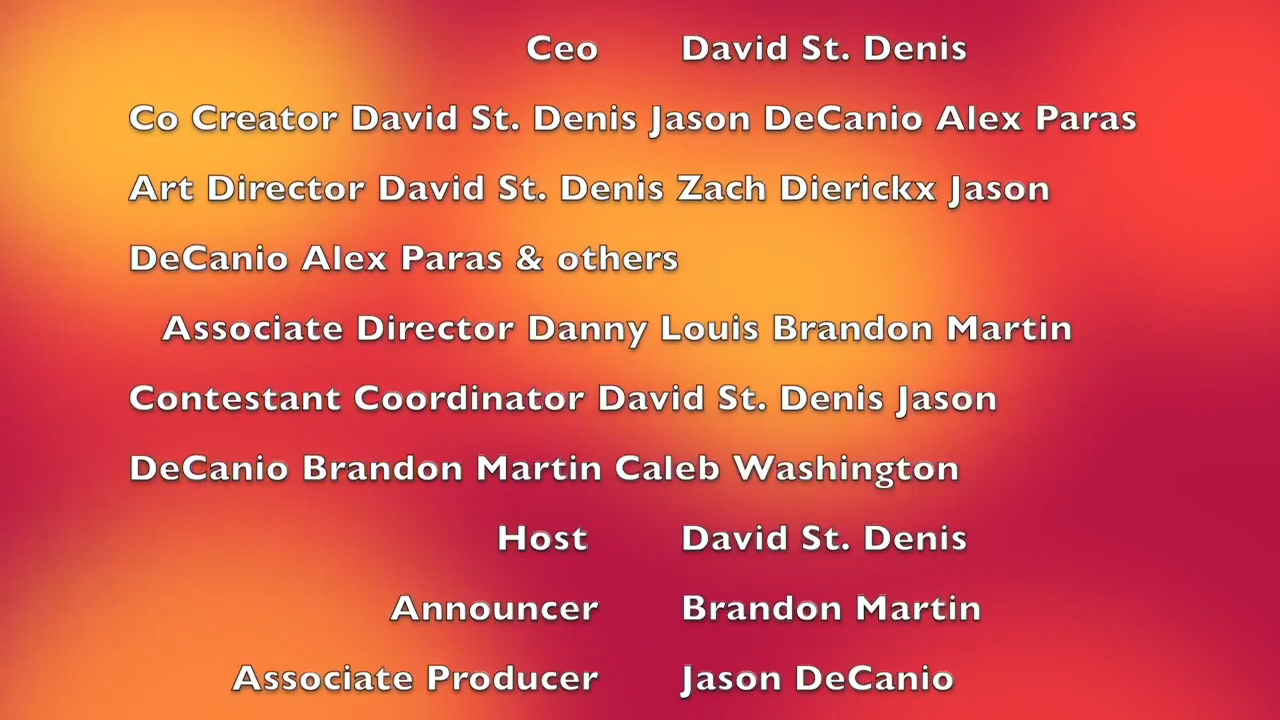 Ceo David St. Denis
Co Creator David St. Denis Jason DeCanio Alex Paras
Art Director David St. Denis Zach Dierickx Jason
DeCanio Alex Paras & others
Associate Director Danny Louis Brandon Martin
Contestant Coordinator David St. Denis Jason
DeCanio Brandon Martin Caleb Washington
Host David St. Denis
Announcer Brandon Martin
Associate Producer Jason DeCanio